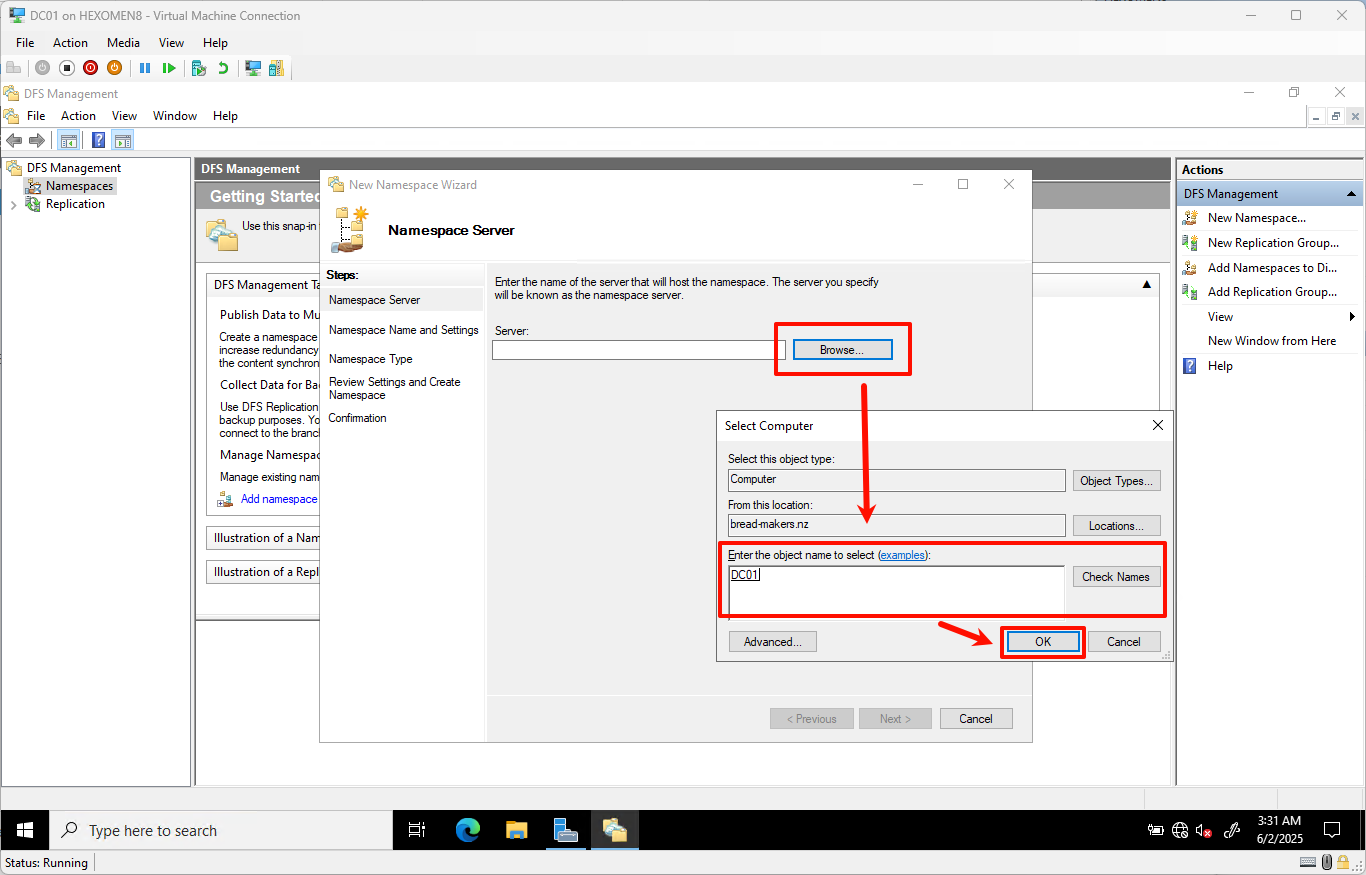 DC01 on HEXOMEN8 - Virtual Machine Connection
File Action Media View Help
DFS Management
File Action View Window Help
DFS Management
Namespaces
Replication
DFS Management
Getting Started
Use this snap-in
DFS Management Ta
Publish Data to Mu
Create a namespace
increase redundancy
the content synchron
Collect Data for Ba
Use DFS Replication
backup purposes. Yo
connect to the branc
Manage Namespac
Manage existing nam
Add namespace
Illustration of a Nam
Illustration of a Repl
New Namespace Wizard
Namespace Server
Steps:
Namespace Server
Namespace Name and Settings
Namespace Type
Review Settings and Create
Namespace
Confirmation
Enter the name of the server that will host the namespace. The server you specify
will be known as the namespace server.
Server:
Browse...
Select Computer
Select this object type:
Computer
Object Types...
From this location:
bread-makers.nz
Locations...
Enter the object name to select (examples):
DC01
Check Names
Advanced...
OK
Cancel
< Previous
Next >
Cancel
Actions
DFS Management
New Namespace...
New Replication Group...
Add Namespaces to Di...
Add Replication Group...
View
New Window from Here
Help
Type here to search
3:31 AM
6/2/2025
Status: Running